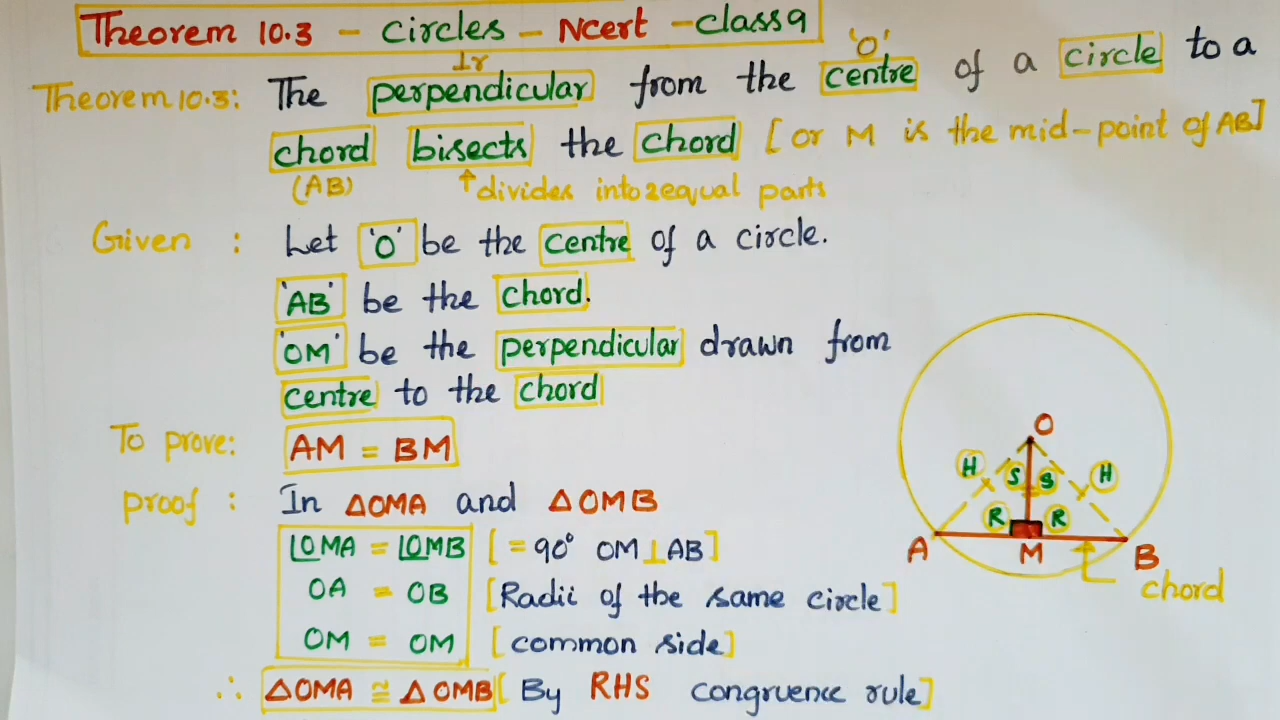 Theorem 10.3 - circles - Ncert - class 9
'O'
⊥r
Theorem 10.3: The perpendicular from the centre of a circle to a
chord bisects the chord [or M is the mid-point of AB]
(AB) ↑divides into 2 equal parts
Given : Let 'O' be the centre of a circle.
'AB' be the chord.
'OM' be the perpendicular drawn from
centre to the chord
To prove: AM = BM
proof : In ΔOMA and ΔOMB
∠OMA = ∠OMB [= 90° OM⊥AB]
OA = OB [Radii of the same circle]
OM = OM [common side]
∴ ΔOMA ≅ ΔOMB [By RHS congruence rule]
O
H S S H
R R
A M B
chord